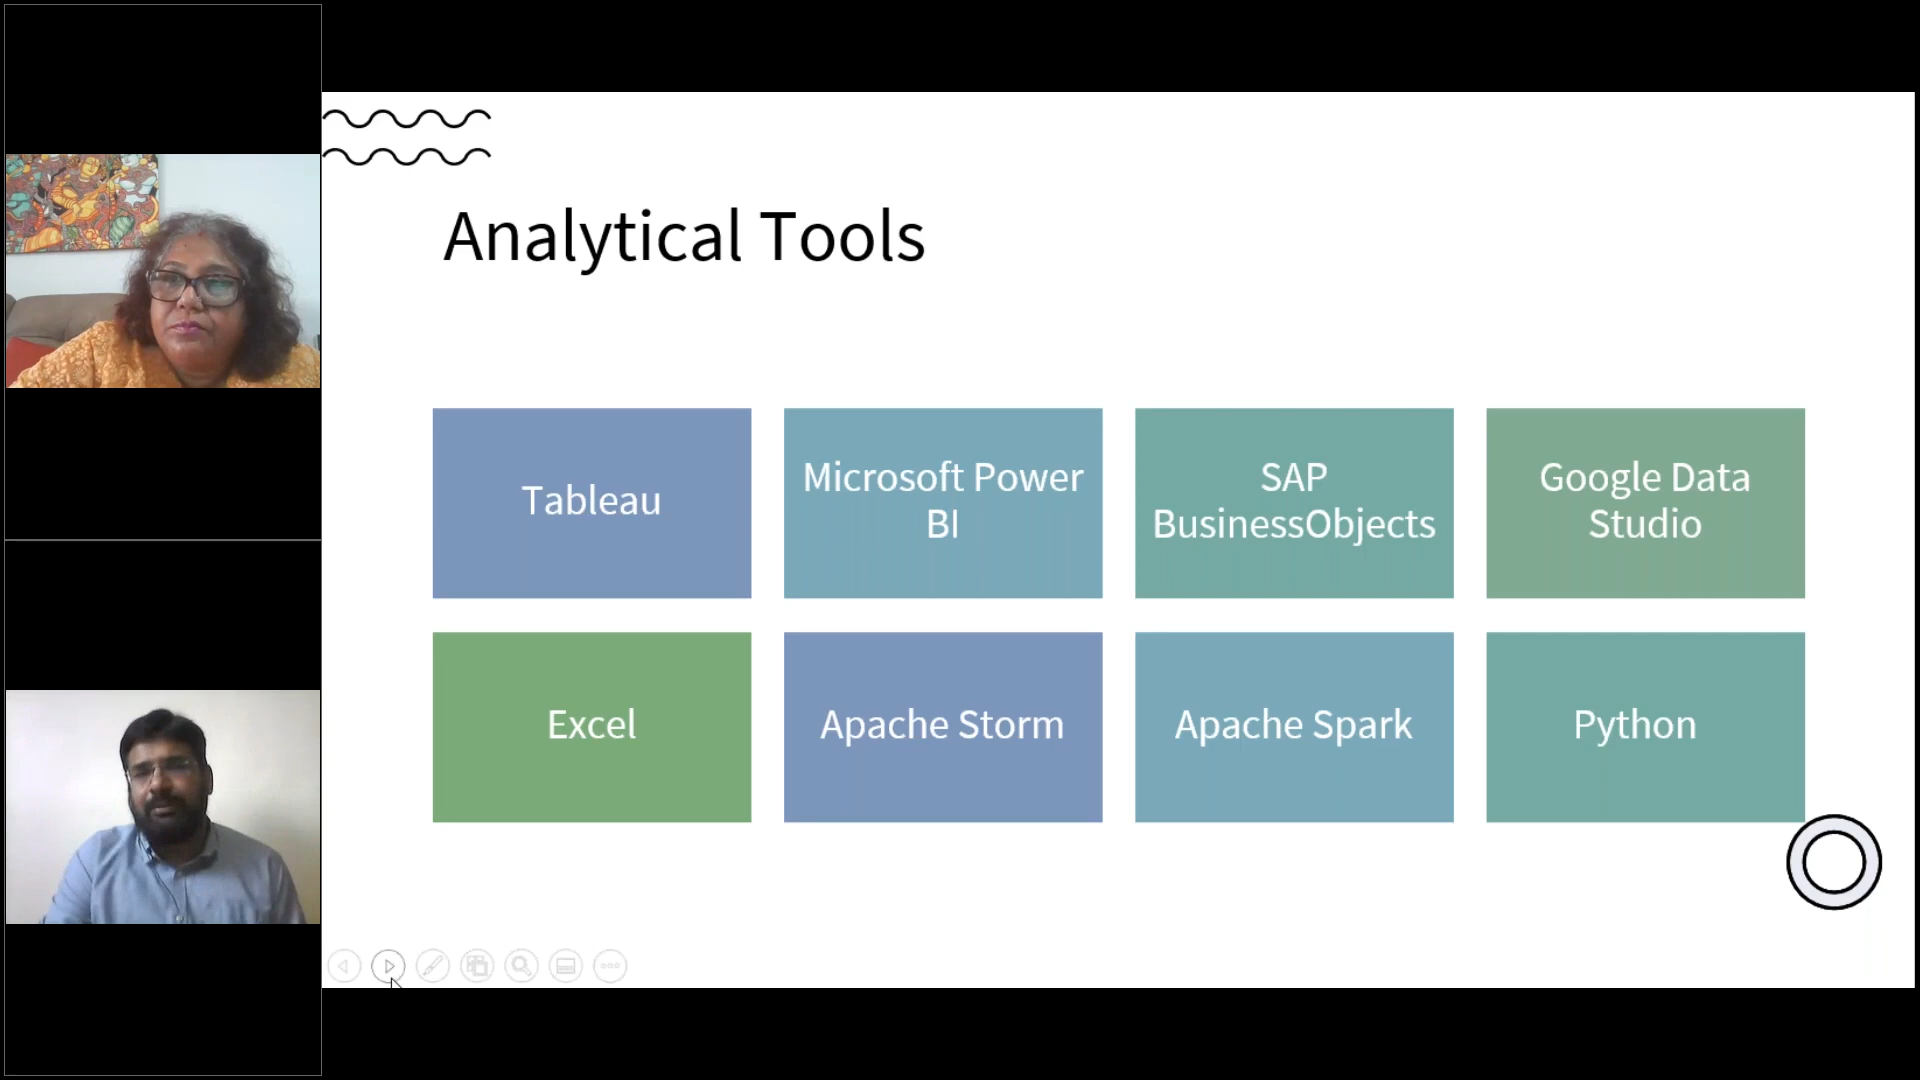 Analytical Tools
Tableau
Microsoft Power
BI
SAP
BusinessObjects
Google Data
Studio
Excel
Apache Storm
Apache Spark
Python